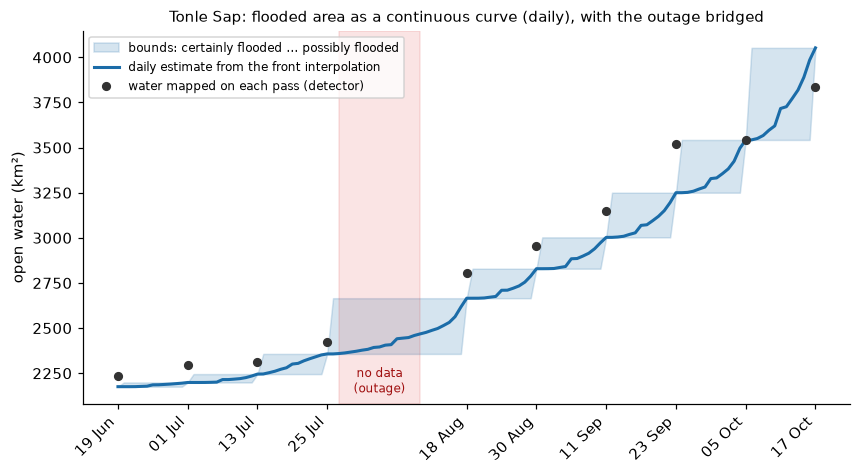 Tonle Sap: flooded area as a continuous curve (daily), with the outage bridged
bounds: certainly flooded ... possibly flooded
daily estimate from the front interpolation
water mapped on each pass (detector)
open water (km²)
4000
3750
3500
3250
3000
2750
2500
2250
no data
(outage)
19 Jun
01 Jul
13 Jul
25 Jul
18 Aug
30 Aug
11 Sep
23 Sep
05 Oct
17 Oct